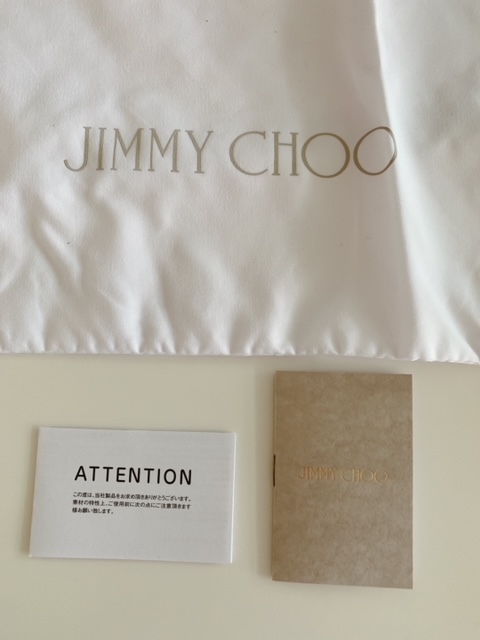 JIMMY CHOO
ATTENTION
この度は、当社製品をお求め頂きありがとうございます。
素材の特性上、ご使用前に次の点にご注意頂きます
様お願い致します。
JIMMY CHOO